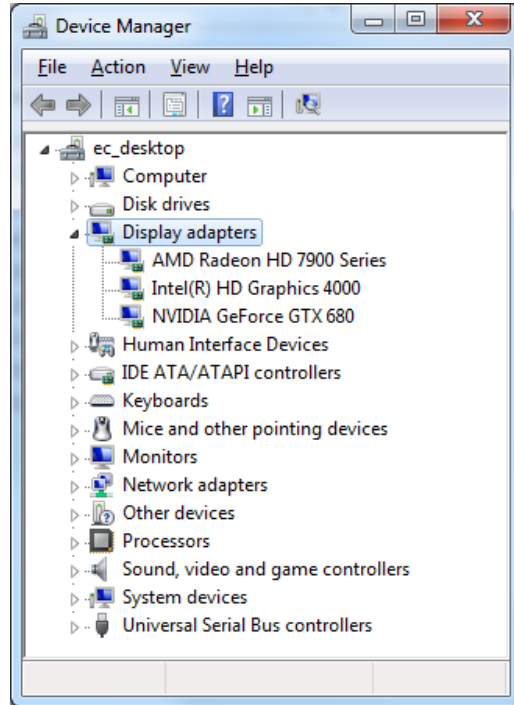 Device Manager
File Action View Help
ec_desktop
Computer
Disk drives
Display adapters
AMD Radeon HD 7900 Series
Intel(R) HD Graphics 4000
NVIDIA GeForce GTX 680
Human Interface Devices
IDE ATA/ATAPI controllers
Keyboards
Mice and other pointing devices
Monitors
Network adapters
Other devices
Processors
Sound, video and game controllers
System devices
Universal Serial Bus controllers